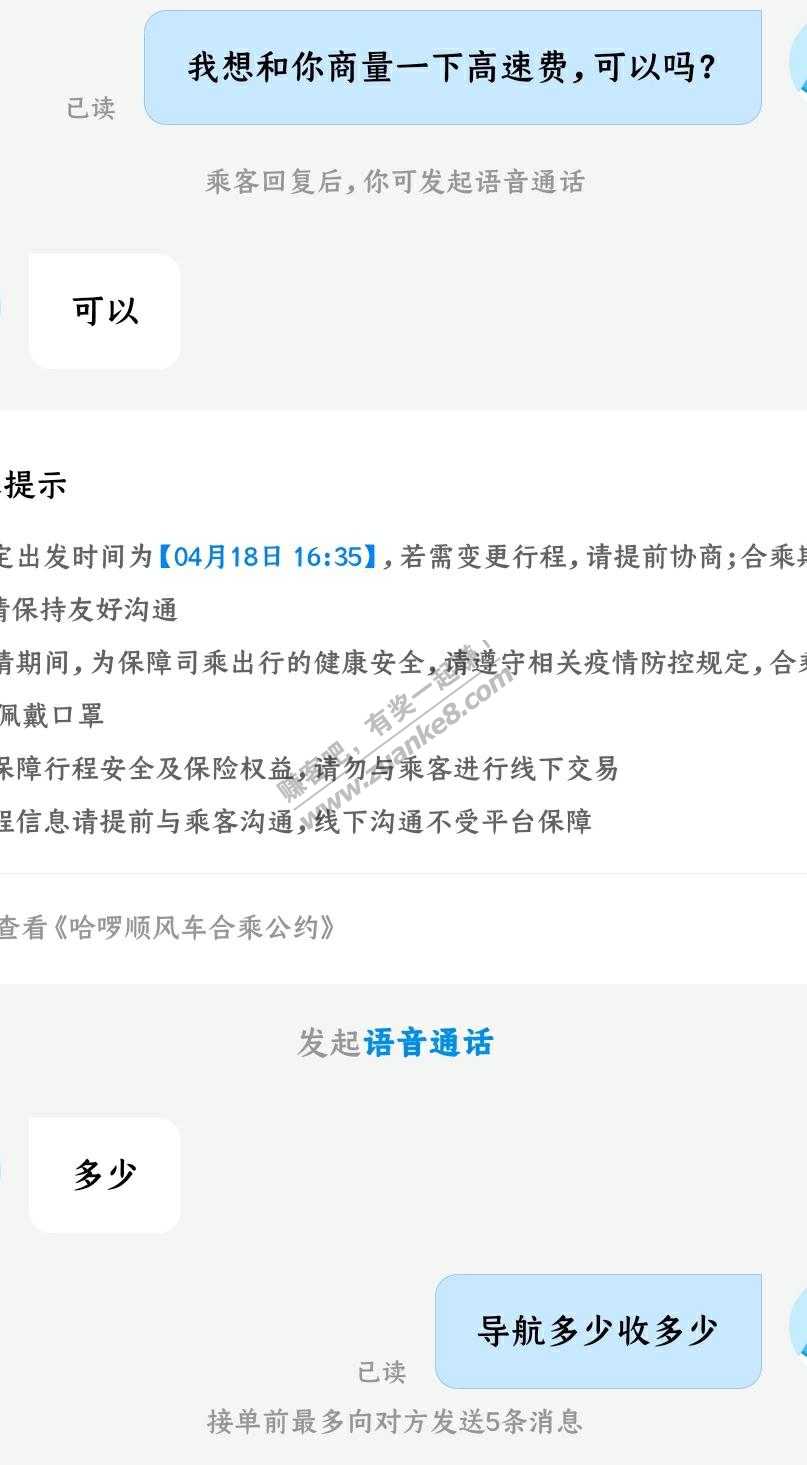 我想和你商量一下高速费,可以吗?
已读
乘客回复后,你可发起语音通话
可以
提示
定出发时间为【04月18日 16:35】,若需变更行程,请提前协商;合乘期
请保持友好沟通
情期间,为保障司乘出行的健康安全,请遵守相关疫情防控规定,合乘
佩戴口罩
保障行程安全及保险权益,请勿与乘客进行线下交易
程信息请提前与乘客沟通,线下沟通不受平台保障
查看《哈啰顺风车合乘公约》
发起语音通话
多少
导航多少收多少
已读
接单前最多向对方发送5条消息
赚客吧,有奖一起赚!
www.zuanke8.com